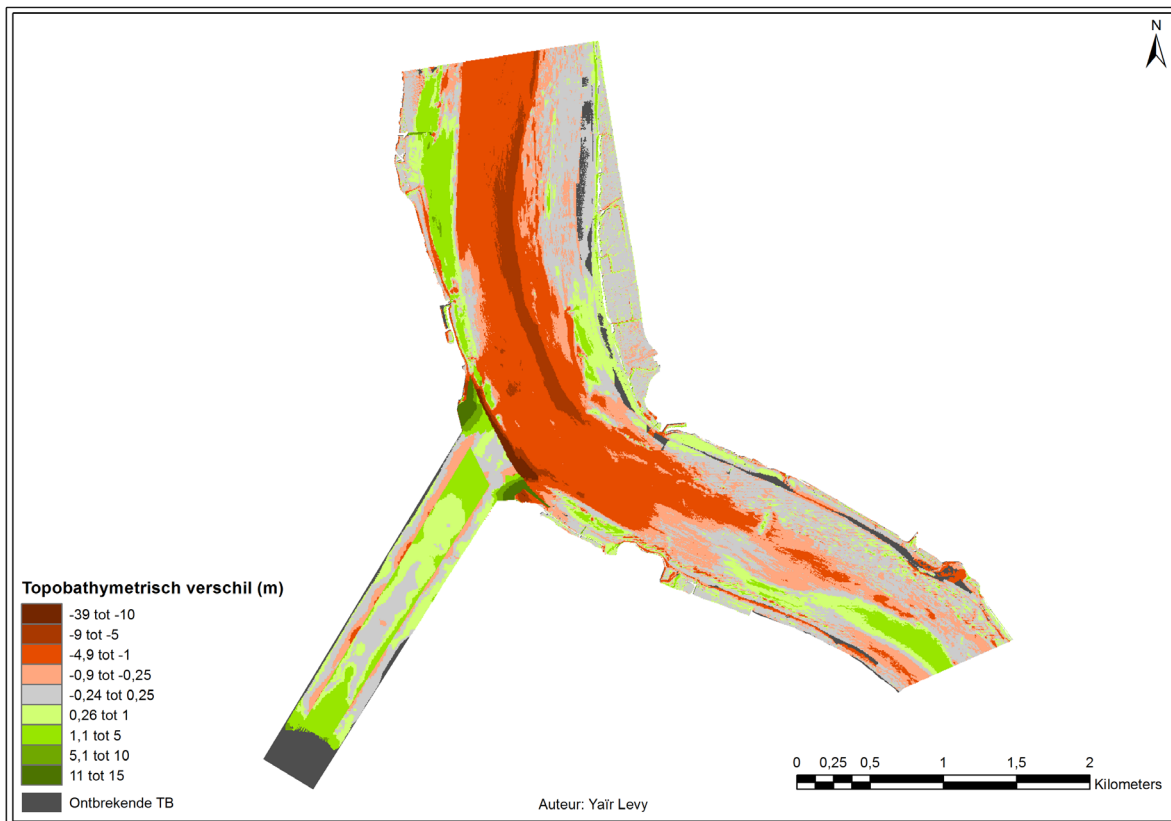 N
Topobathymetrisch verschil (m)
-39 tot -10
-9 tot -5
-4,9 tot -1
-0,9 tot -0,25
-0,24 tot 0,25
0,26 tot 1
1,1 tot 5
5,1 tot 10
11 tot 15
Ontbrekende TB
Auteur: Yaïr Levy
0 0,25 0,5 1 1,5 2
Kilometers